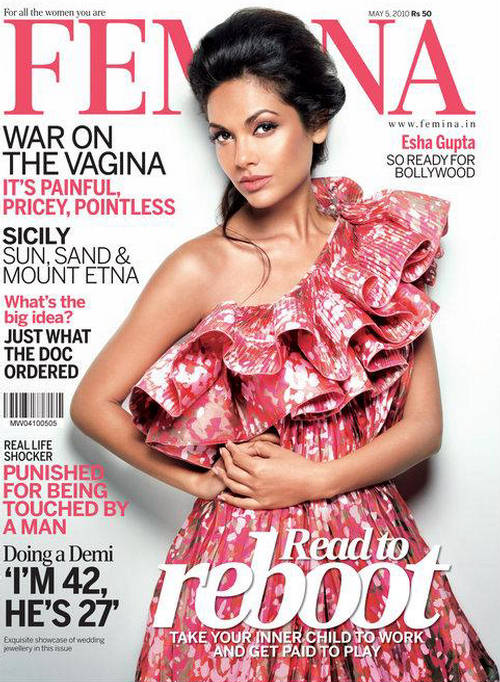 For all the women you are
MAY 5, 2010 Rs 50
FEMINA
www.femina.in
Esha Gupta
SO READY FOR
BOLLYWOOD
WAR ON
THE VAGINA
IT'S PAINFUL,
PRICEY, POINTLESS
SICILY
SUN, SAND &
MOUNT ETNA
What's the
big idea?
JUST WHAT
THE DOC
ORDERED
MW04100505
REAL LIFE
SHOCKER
PUNISHED
FOR BEING
TOUCHED BY
A MAN
Doing a Demi
'I'M 42,
HE'S 27'
Exquisite showcase of wedding
jewellery in this issue
Read to
reboot
TAKE YOUR INNER CHILD TO WORK
AND GET PAID TO PLAY